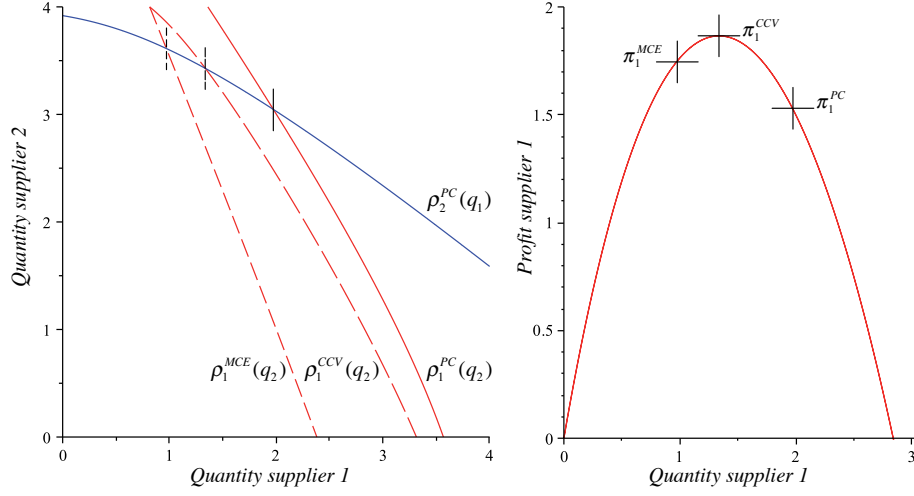 4
3
2
1
0
0
1
2
3
4
Quantity supplier 2
Quantity supplier 1
ρ₂^{PC}(q₁)
ρ₁^{MCE}(q₂)
ρ₁^{CCV}(q₂)
ρ₁^{PC}(q₂)
2
1.5
1
0.5
0
0
1
2
3
Profit supplier 1
Quantity supplier 1
π₁^{MCE}
π₁^{CCV}
π₁^{PC}